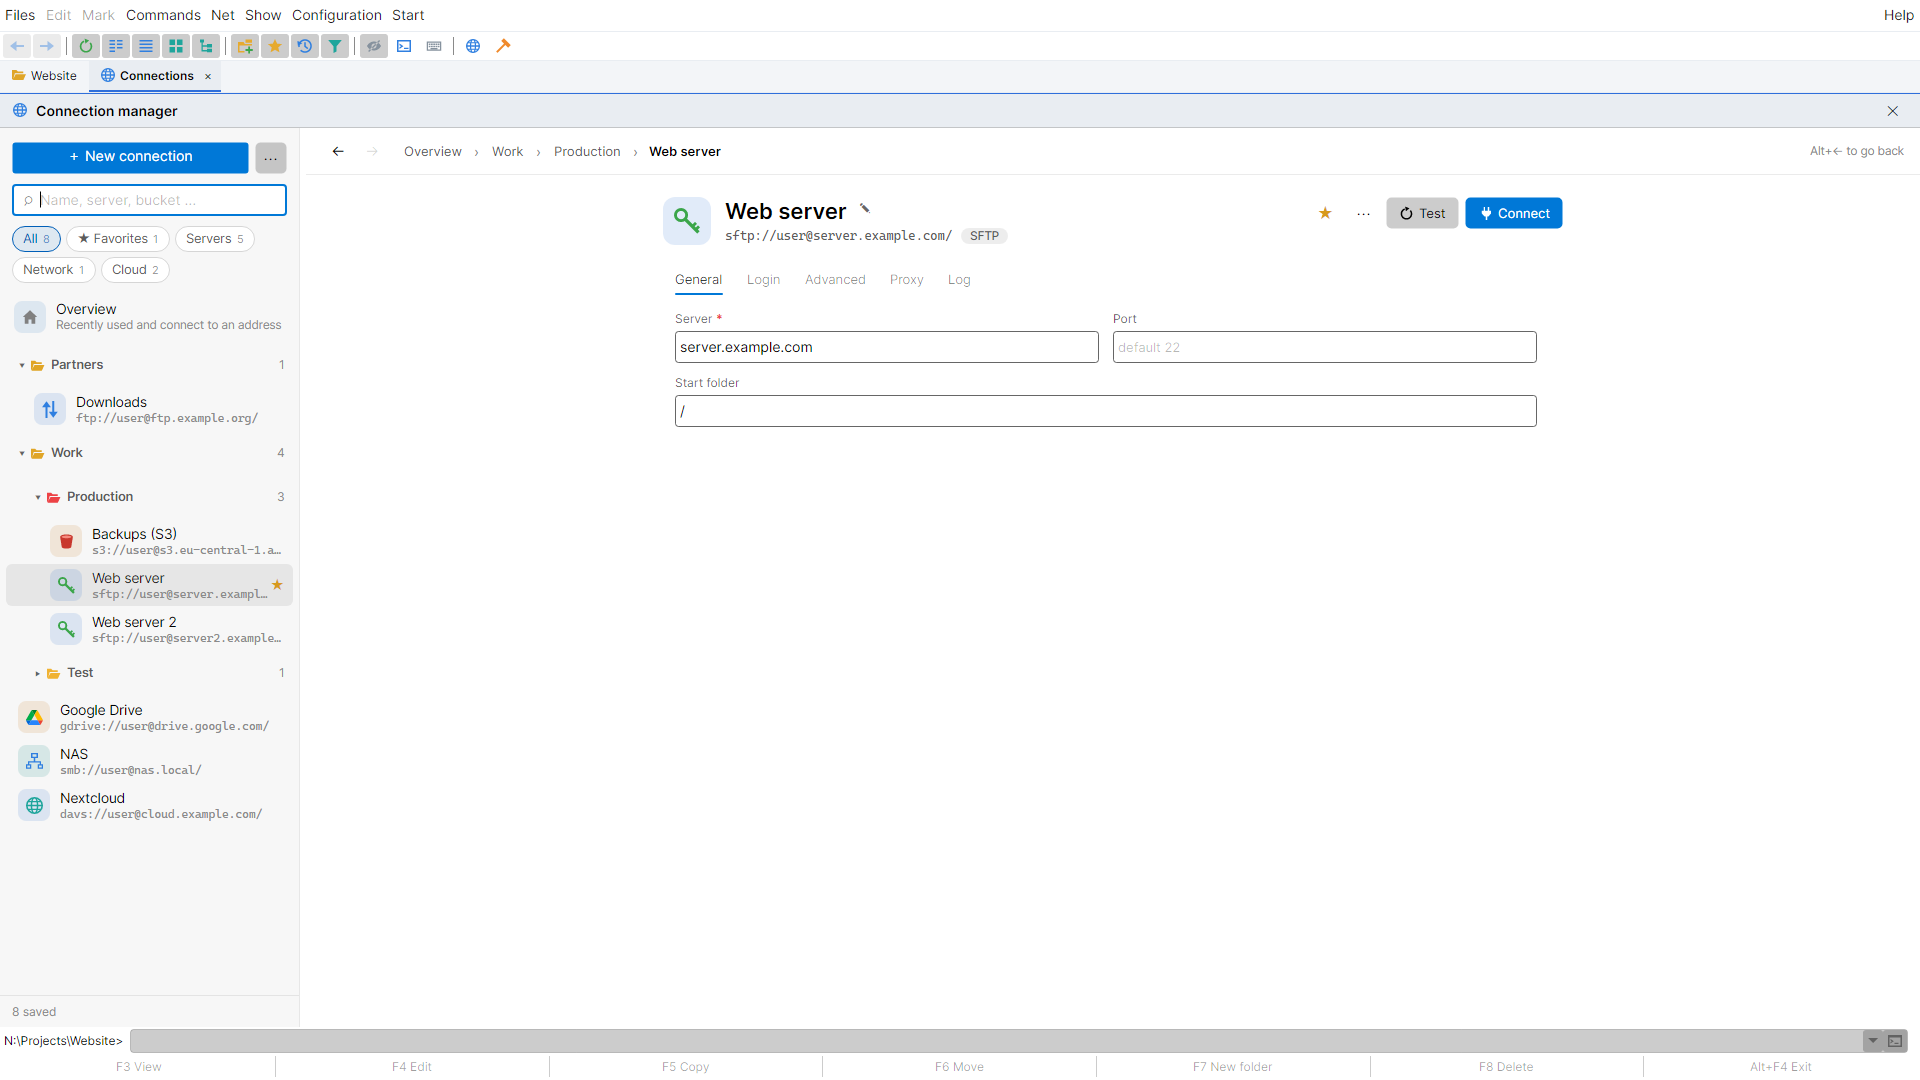 Files Edit Mark Commands Net Show Configuration Start Help
Website Connections ×
Connection manager
+ New connection ...
Overview › Work › Production › Web server Alt+← to go back
Name, server, bucket ...
Web server
sftp://user@server.example.com/ SFTP
★ ... Test Connect
All 8 ★ Favorites 1 Servers 5
Network 1 Cloud 2
General Login Advanced Proxy Log
Overview
Recently used and connect to an address
Server * Port
server.example.com default 22
Start folder
/
Partners 1
Downloads
ftp://user@ftp.example.org/
Work 4
Production 3
Backups (S3)
s3://user@s3.eu-central-1.a…
Web server ★
sftp://user@server.exampl…
Web server 2
sftp://user@server2.example…
Test 1
Google Drive
gdrive://user@drive.google.com/
NAS
smb://user@nas.local/
Nextcloud
davs://user@cloud.example.com/
8 saved
N:\Projects\Website>
F3 View F4 Edit F5 Copy F6 Move F7 New folder F8 Delete Alt+F4 Exit